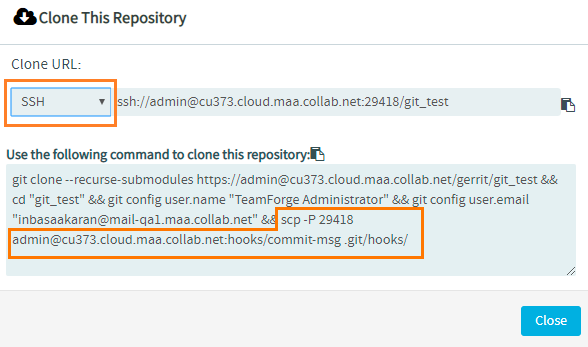 Clone This Repository
Clone URL:
SSH ssh://admin@cu373.cloud.maa.collab.net:29418/git_test
Use the following command to clone this repository:
git clone --recurse-submodules https://admin@cu373.cloud.maa.collab.net/gerrit/git_test &&
cd "git_test" && git config user.name "TeamForge Administrator" && git config user.email
"inbasaakaran@mail-qa1.maa.collab.net" && scp -P 29418
admin@cu373.cloud.maa.collab.net:hooks/commit-msg .git/hooks/
Close